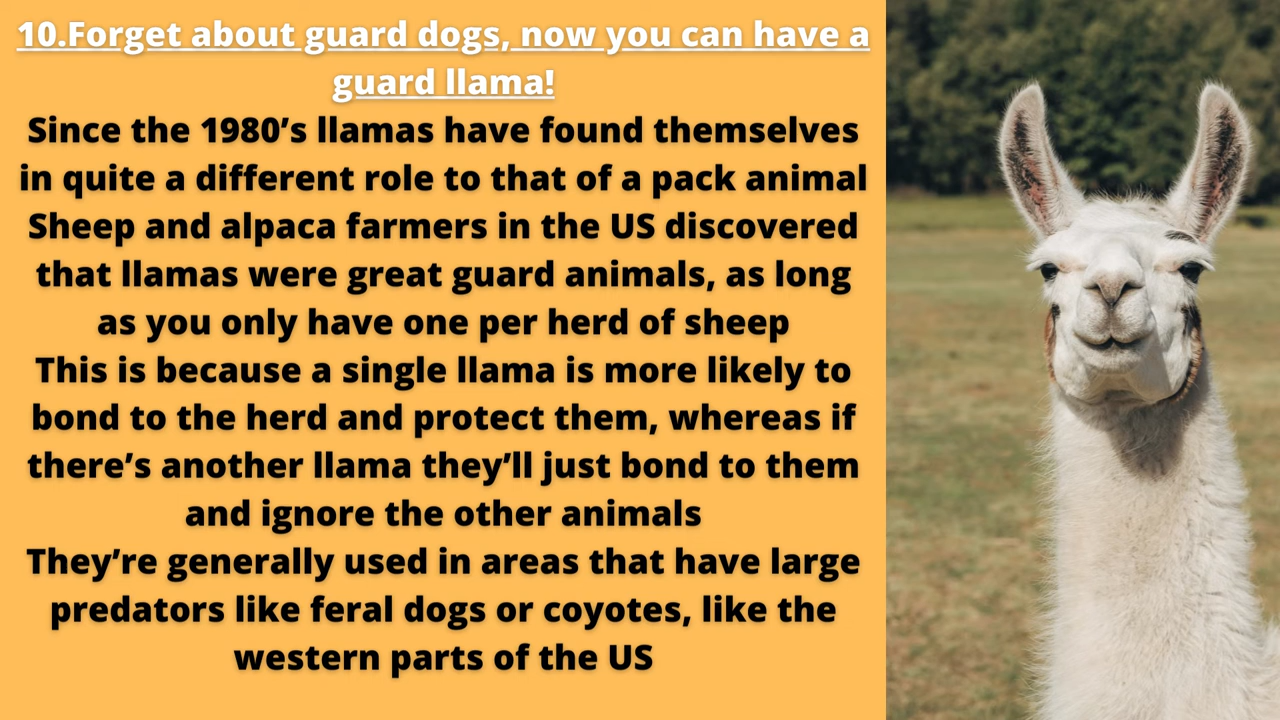 10.Forget about guard dogs, now you can have a
guard llama!
Since the 1980’s llamas have found themselves
in quite a different role to that of a pack animal
Sheep and alpaca farmers in the US discovered
that llamas were great guard animals, as long
as you only have one per herd of sheep
This is because a single llama is more likely to
bond to the herd and protect them, whereas if
there’s another llama they’ll just bond to them
and ignore the other animals
They’re generally used in areas that have large
predators like feral dogs or coyotes, like the
western parts of the US